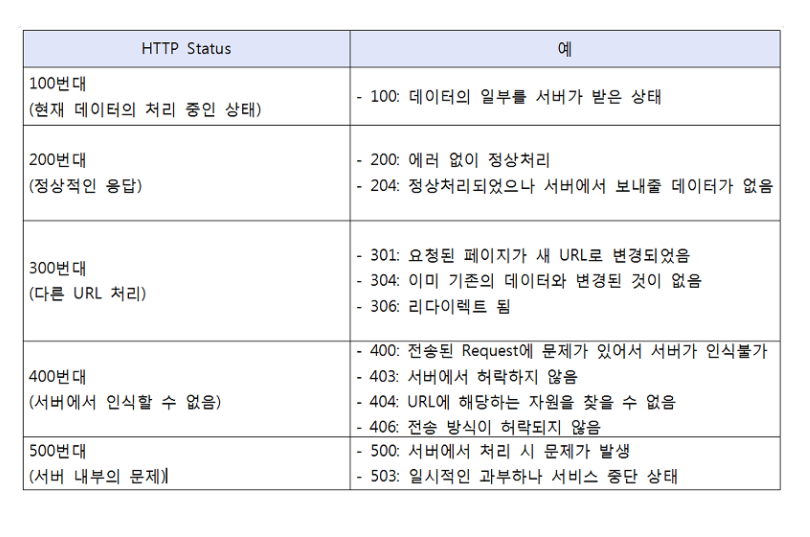 HTTP Status
예
100번대
(현재 데이터의 처리 중인 상태)
- 100: 데이터의 일부를 서버가 받은 상태
200번대
(정상적인 응답)
- 200: 에러 없이 정상처리
- 204: 정상처리되었으나 서버에서 보내줄 데이터가 없음
300번대
(다른 URL 처리)
- 301: 요청된 페이지가 새 URL로 변경되었음
- 304: 이미 기존의 데이터와 변경된 것이 없음
- 306: 리다이렉트 됨
400번대
(서버에서 인식할 수 없음)
- 400: 전송된 Request에 문제가 있어서 서버가 인식불가
- 403: 서버에서 허락하지 않음
- 404: URL에 해당하는 자원을 찾을 수 없음
- 406: 전송 방식이 허락되지 않음
500번대
(서버 내부의 문제)
- 500: 서버에서 처리 시 문제가 발생
- 503: 일시적인 과부하나 서비스 중단 상태